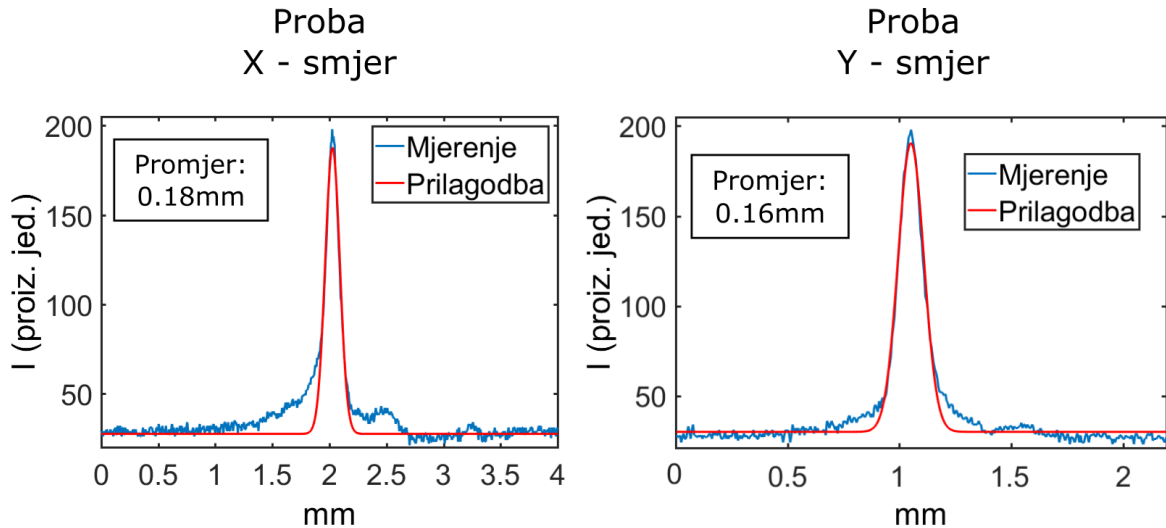 Proba
X - smjer
200
150
100
50
I (proiz. jed.)
Promjer:
0.18mm
Mjerenje
Prilagodba
0 0.5 1 1.5 2 2.5 3 3.5 4
mm
Proba
Y - smjer
200
150
100
50
I (proiz. jed.)
Promjer:
0.16mm
Mjerenje
Prilagodba
0 0.5 1 1.5 2
mm